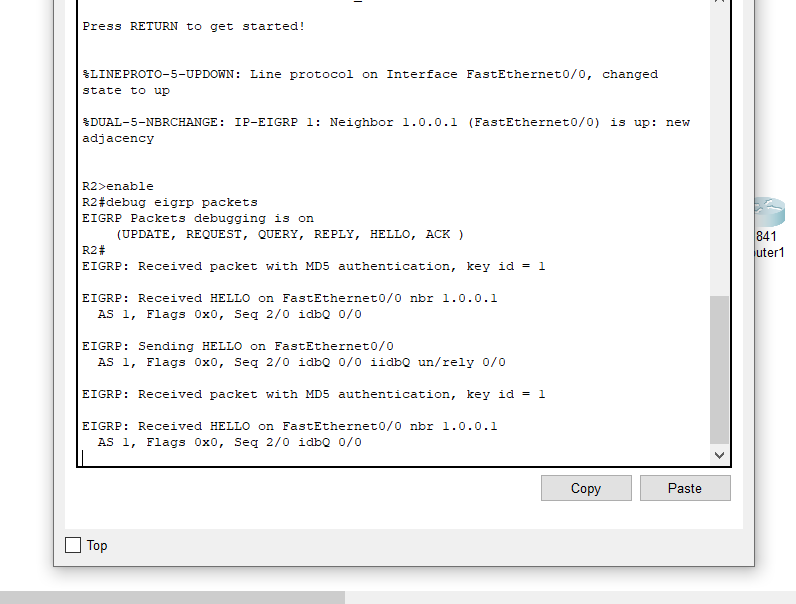 Press RETURN to get started!
%LINEPROTO-5-UPDOWN: Line protocol on Interface FastEthernet0/0, changed
state to up
%DUAL-5-NBRCHANGE: IP-EIGRP 1: Neighbor 1.0.0.1 (FastEthernet0/0) is up: new
adjacency
R2>enable
R2#debug eigrp packets
EIGRP Packets debugging is on
(UPDATE, REQUEST, QUERY, REPLY, HELLO, ACK )
R2#
EIGRP: Received packet with MD5 authentication, key id = 1
EIGRP: Received HELLO on FastEthernet0/0 nbr 1.0.0.1
AS 1, Flags 0x0, Seq 2/0 idbQ 0/0
EIGRP: Sending HELLO on FastEthernet0/0
AS 1, Flags 0x0, Seq 2/0 idbQ 0/0 iidbQ un/rely 0/0
EIGRP: Received packet with MD5 authentication, key id = 1
EIGRP: Received HELLO on FastEthernet0/0 nbr 1.0.0.1
AS 1, Flags 0x0, Seq 2/0 idbQ 0/0
Copy
Paste
Top
841
uter1